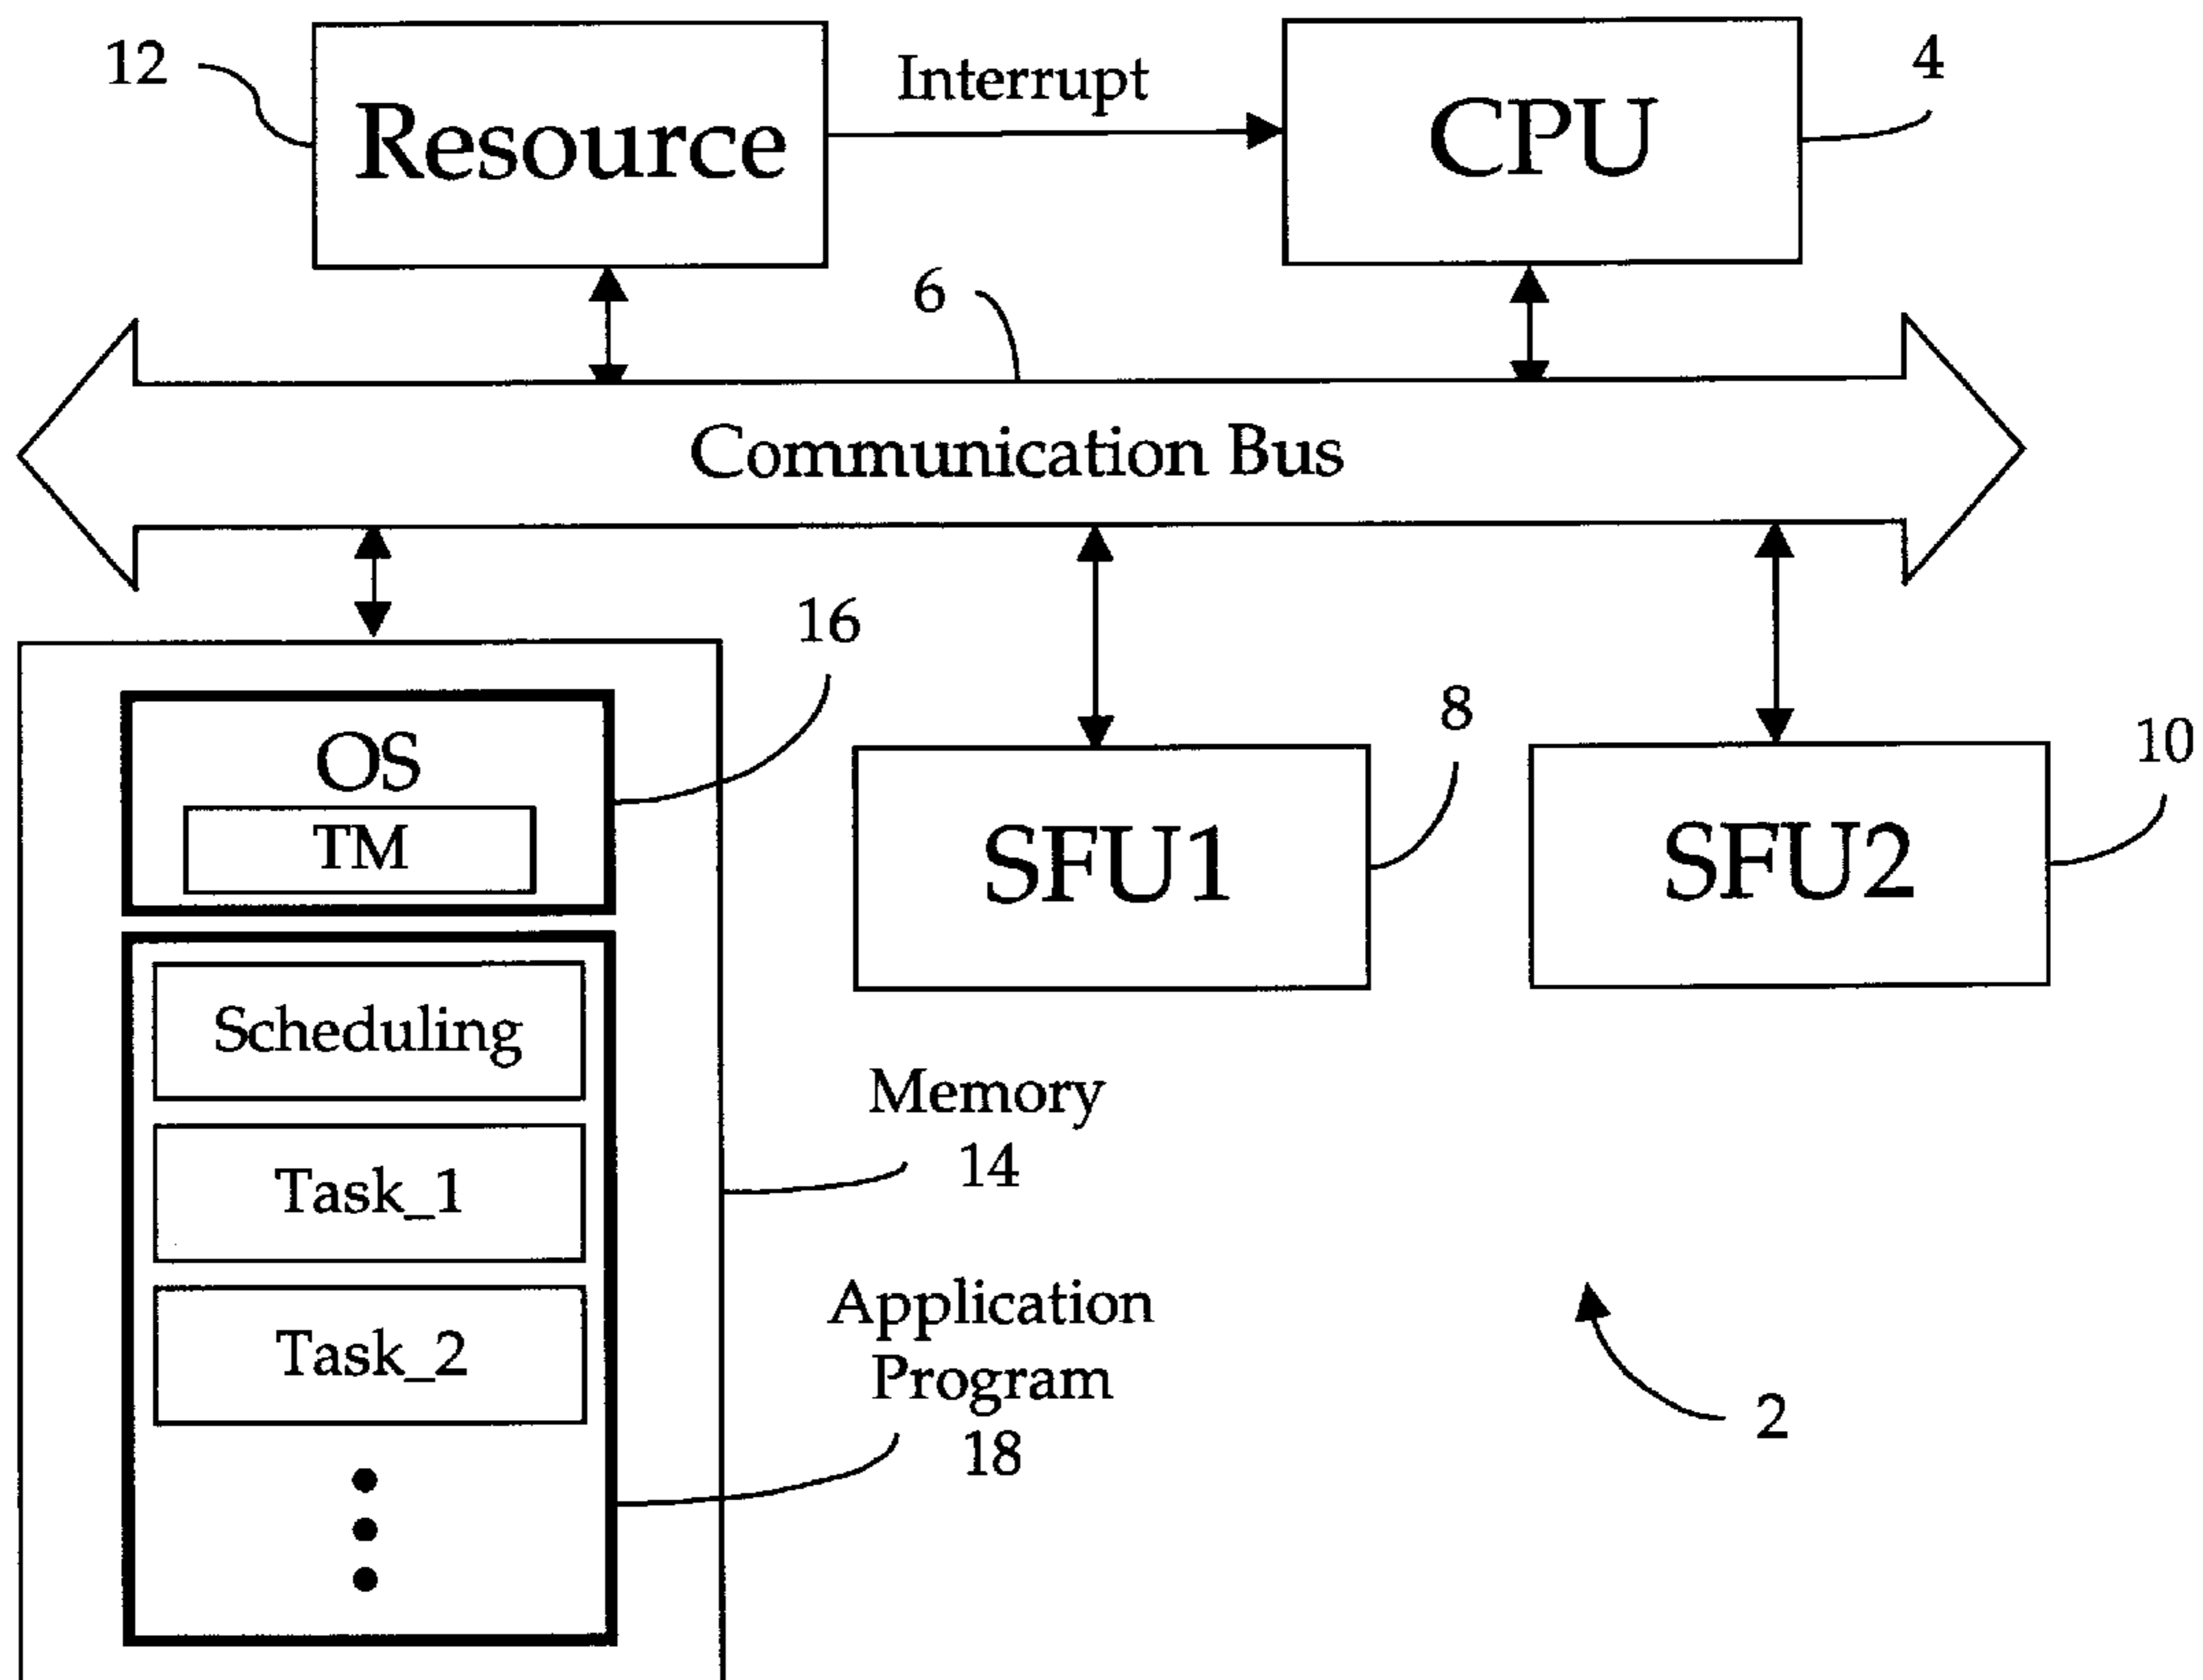 12
Resource
Interrupt
CPU
4
6
Communication Bus
16
OS
TM
8
SFU1
10
SFU2
Scheduling
Memory
14
Task_1
Application
Program
18
Task_2
2